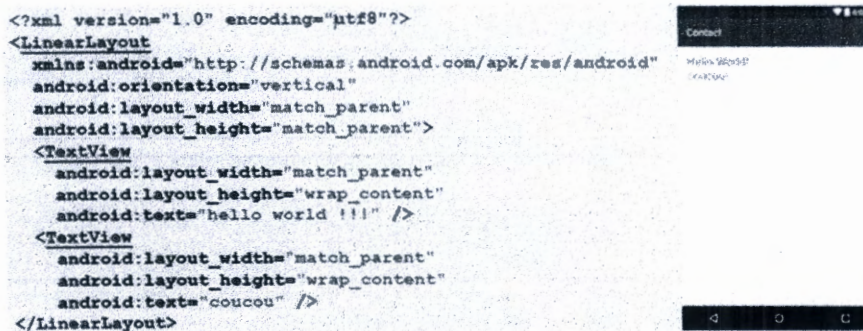 <?xml version="1.0" encoding="µtf8"?>
<LinearLayout
xmlns:android="http://schemas.android.com/apk/res/android"
android:orientation="vertical"
android:layout_width="match_parent"
android:layout_height="match_parent">
<TextView
android:layout_width="match_parent"
android:layout_height="wrap_content"
android:text="hello world !!!" />
<TextView
android:layout_width="match_parent"
android:layout_height="wrap_content"
android:text="coucou" />
</LinearLayout>
Contact